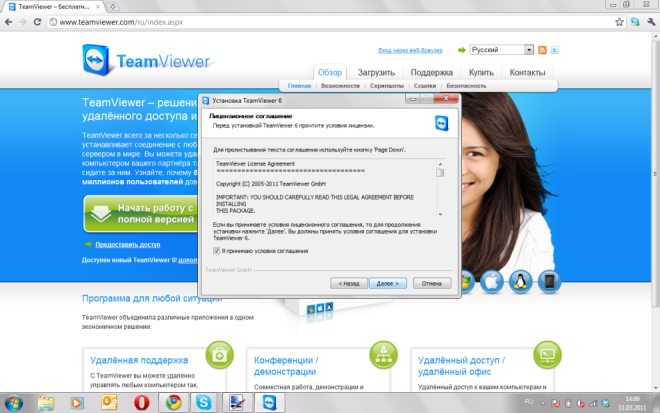 TeamViewer – бесплатн...
www.teamviewer.com/ru/index.aspx
TeamViewer
Вход через веб-браузер
Русский
Обзор Загрузить Поддержка Купить Контакты
Главная Возможности Скриншоты Ссылки Безопасность
TeamViewer – решени
удалённого доступа и
TeamViewer всего за несколько се
устанавливает соединение с люб
сервером в мире. Вы можете удал
компьютером вашего партнёра та
сидите за ним. Узнайте, почему б
миллионов пользователей дов
Начать работу с
полной версией
Предоставить доступ
Доступен новый TeamViewer 6! допол
Установка TeamViewer 6
Лицензионное соглашение
Перед установкой TeamViewer 6 прочтите условия лицензии.
Для пролистывания текста соглашения используйте кнопку 'Page Down'.
TeamViewer License Agreement
======================================
Copyright (C) 2005-2011 TeamViewer GmbH
IMPORTANT: YOU SHOULD CAREFULLY READ THIS LEGAL AGREEMENT BEFORE
INSTALLING
THIS PACKAGE.
Если вы принимаете условия лицензионного соглашения, то для продолжения
установки нажмите 'Далее'. Вы должны принять условия соглашения для установки
TeamViewer 6.
Я принимаю условия соглашения
TeamViewer GmbH
< Назад Далее > Отмена
Программа для любой ситуации
TeamViewer объединила различные приложения в одном
экономичном решении:
Удалённая поддержка
С TeamViewer вы можете удалённо
управлять любым компьютером так,
Конференции /
демонстрации
Совместная работа, демонстрации и
Удалённый доступ /
удалённый офис
Удалённый доступ к вашим компьютерам и
RU
14:00
11.03.2011